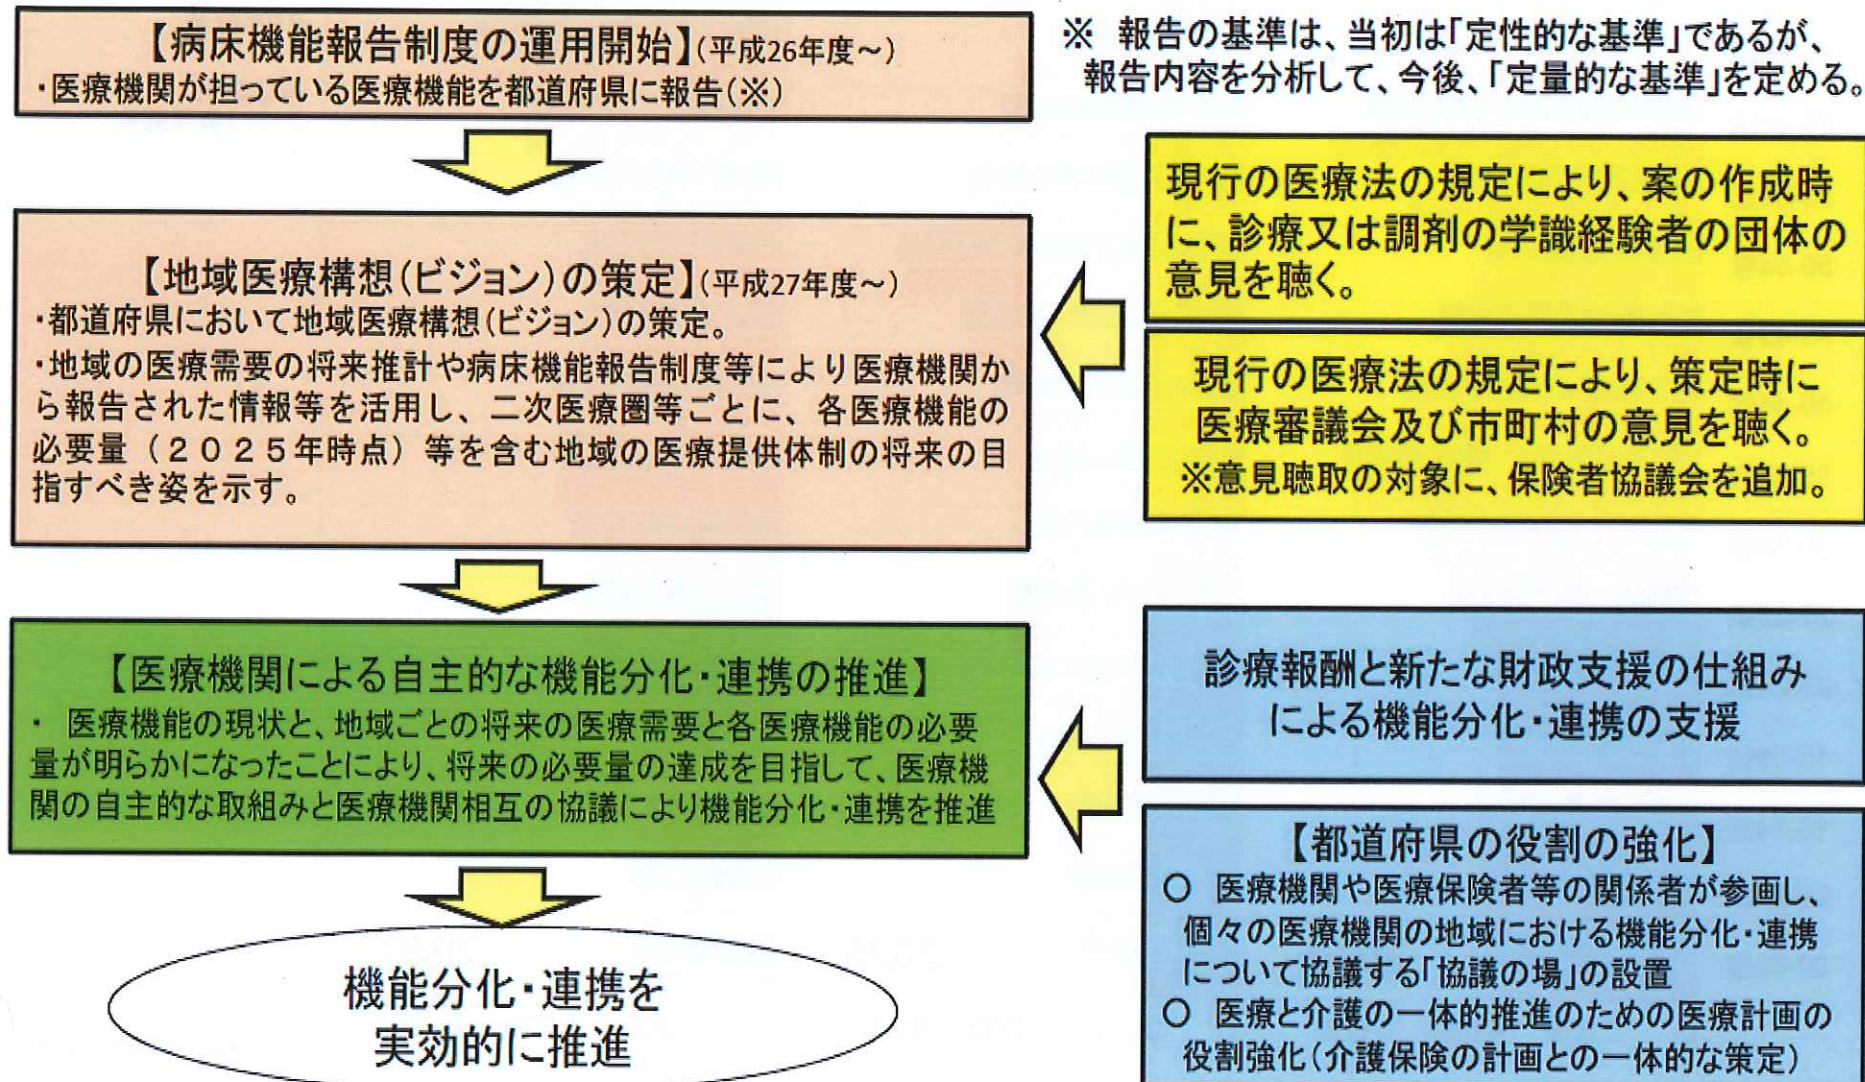 【病床機能報告制度の運用開始】(平成26年度～)
・医療機関が担っている医療機能を都道府県に報告(※)
※ 報告の基準は、当初は「定性的な基準」であるが、
報告内容を分析して、今後、「定量的な基準」を定める。
【地域医療構想(ビジョン)の策定】(平成27年度～)
・都道府県において地域医療構想(ビジョン)の策定。
・地域の医療需要の将来推計や病床機能報告制度等により医療機関か
ら報告された情報等を活用し、二次医療圏等ごとに、各医療機能の
必要量（２０２５年時点）等を含む地域の医療提供体制の将来の目
指すべき姿を示す。
現行の医療法の規定により、案の作成時
に、診療又は調剤の学識経験者の団体の
意見を聴く。
現行の医療法の規定により、策定時に
医療審議会及び市町村の意見を聴く。
※意見聴取の対象に、保険者協議会を追加。
【医療機関による自主的な機能分化・連携の推進】
・ 医療機能の現状と、地域ごとの将来の医療需要と各医療機能の必要
量が明らかになったことにより、将来の必要量の達成を目指して、医療機
関の自主的な取組みと医療機関相互の協議により機能分化・連携を推進
診療報酬と新たな財政支援の仕組み
による機能分化・連携の支援
【都道府県の役割の強化】
○ 医療機関や医療保険者等の関係者が参画し、
個々の医療機関の地域における機能分化・連携
について協議する「協議の場」の設置
○ 医療と介護の一体的推進のための医療計画の
役割強化(介護保険の計画との一体的な策定)
機能分化・連携を
実効的に推進